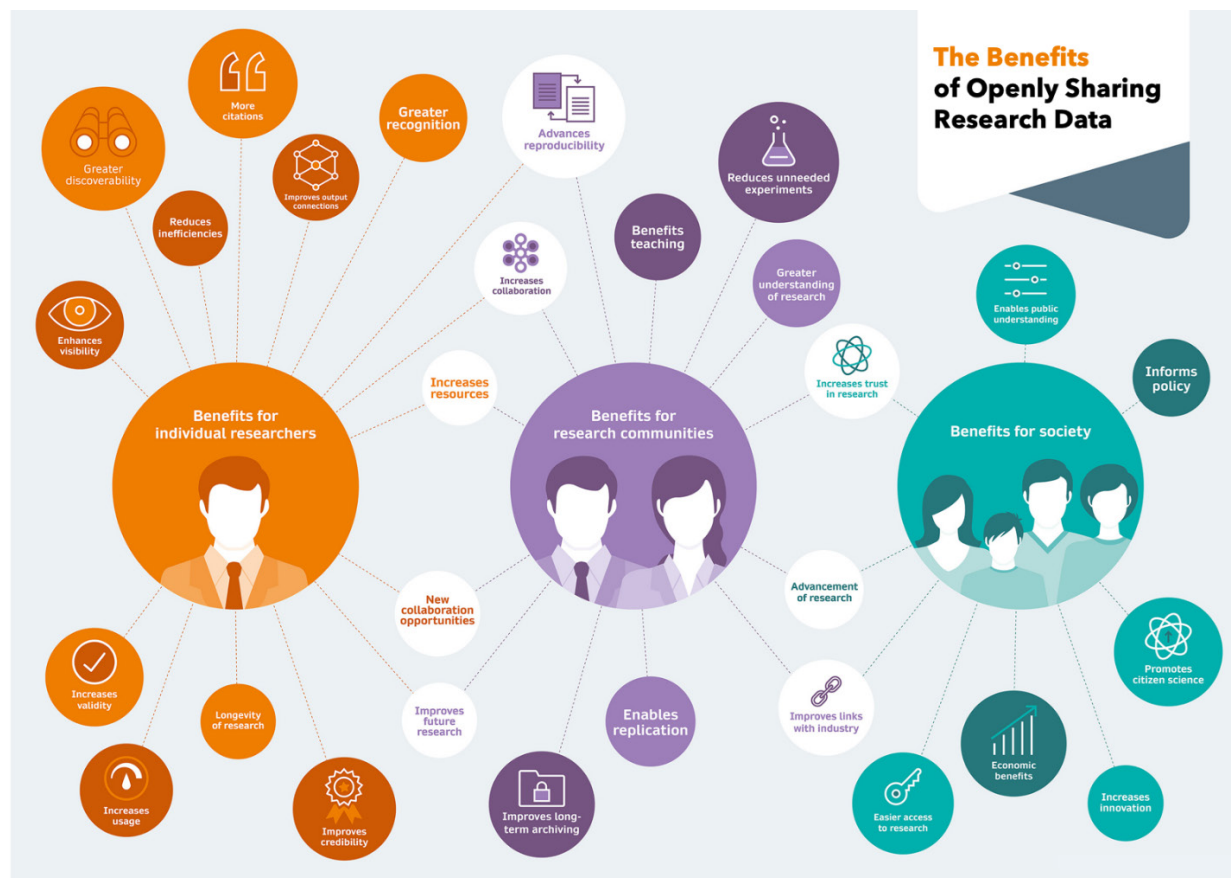 The Benefits
of Openly Sharing
Research Data
Greater
discoverability
More
citations
Reduces
inefficiencies
Improves output
connections
Greater
recognition
Enhances
visibility
Benefits for
individual researchers
Increases
validity
Increases
usage
Longevity
of research
Improves
credibility
Advances
reproducibility
Increases
collaboration
Increases
resources
New
collaboration
opportunities
Improves
future
research
Benefits
teaching
Reduces unneeded
experiments
Greater
understanding
of research
Benefits for
research communities
Improves long-
term archiving
Enables
replication
Increases trust
in research
Advancement
of research
Improves links
with industry
Enables public
understanding
Informs
policy
Benefits for society
Promotes
citizen science
Economic
benefits
Easier access
to research
Increases
innovation